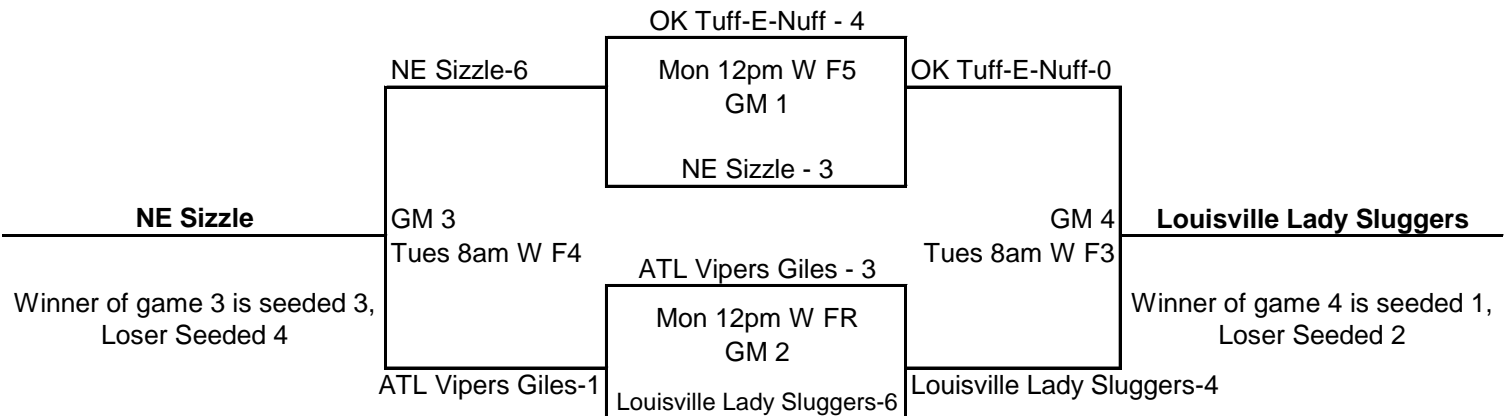 OK Tuff-E-Nuff - 4
NE Sizzle-6
Mon 12pm W F5
OK Tuff-E-Nuff-0
GM 1
NE Sizzle - 3
NE Sizzle
GM 3
GM 4
Louisville Lady Sluggers
Tues 8am W F4
Tues 8am W F3
ATL Vipers Giles - 3
Winner of game 3 is seeded 3,
Loser Seeded 4
Mon 12pm W FR
Winner of game 4 is seeded 1,
Loser Seeded 2
GM 2
ATL Vipers Giles-1
Louisville Lady Sluggers-6
Louisville Lady Sluggers-4